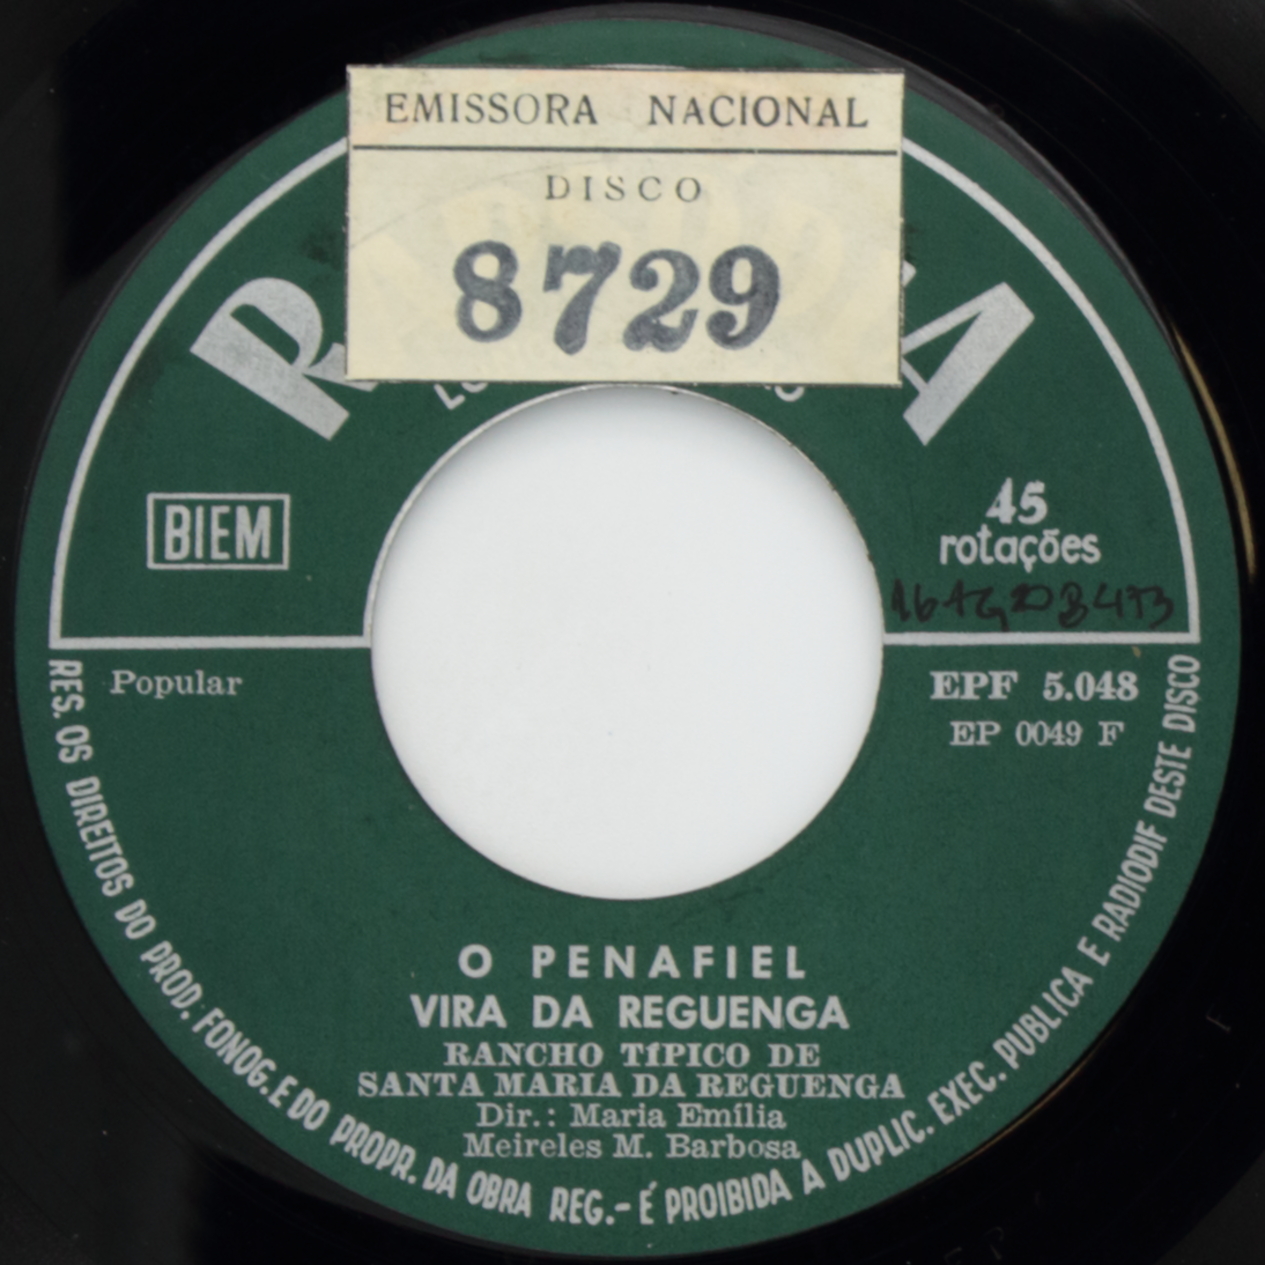 EMISSORA NACIONAL
DISCO
8729
BIEM
45
rotações
Popular
EPF 5.048
EP 0049 F
O PENAFIEL
VIRA DA REGUENGA
RANCHO TÍPICO DE
SANTA MARIA DA REGUENGA
Dir.: Maria Emília
Meireles M. Barbosa
RES. OS DIREITOS DO PROD. FONOG. E DO PROPR. DA OBRA REG.- É PROIBIDA A DUPLIC. EXEC. PUBLICA E RADIODIF DESTE DISCO